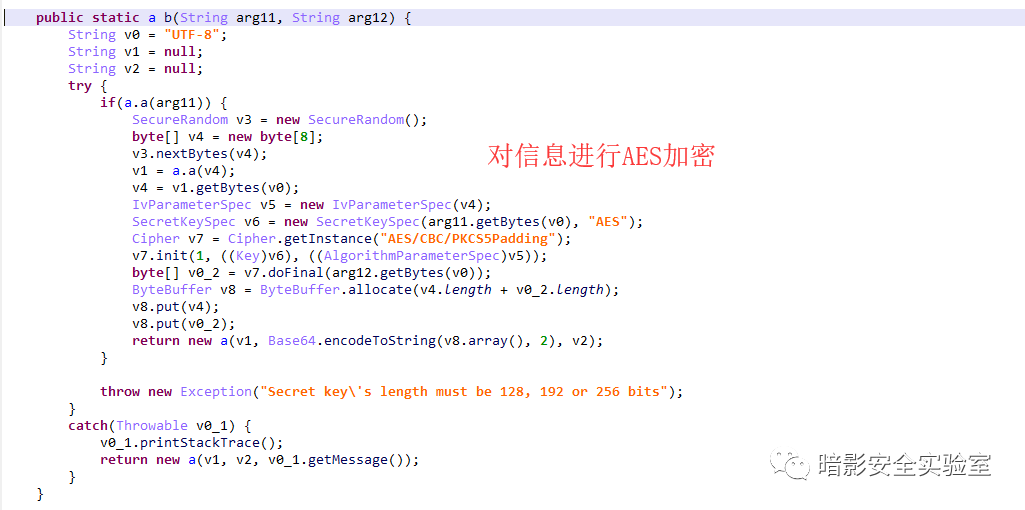 public static a b(String arg11, String arg12) {
    String v0 = "UTF-8";
    String v1 = null;
    String v2 = null;
    try {
        if(a.a(arg11)) {
            SecureRandom v3 = new SecureRandom();
            byte[] v4 = new byte[8];
            v3.nextBytes(v4);
            v1 = a.a(v4);
            v4 = v1.getBytes(v0);
            IvParameterSpec v5 = new IvParameterSpec(v4);
            SecretKeySpec v6 = new SecretKeySpec(arg11.getBytes(v0), "AES");
            Cipher v7 = Cipher.getInstance("AES/CBC/PKCS5Padding");
            v7.init(1, ((Key)v6), ((AlgorithmParameterSpec)v5));
            byte[] v0_2 = v7.doFinal(arg12.getBytes(v0));
            ByteBuffer v8 = ByteBuffer.allocate(v4.length + v0_2.length);
            v8.put(v4);
            v8.put(v0_2);
            return new a(v1, Base64.encodeToString(v8.array(), 2), v2);
        }

        throw new Exception("Secret key\'s length must be 128, 192 or 256 bits");
    }
    catch(Throwable v0_1) {
        v0_1.printStackTrace();
        return new a(v1, v2, v0_1.getMessage());
    }
}
对信息进行AES加密
暗影安全实验室